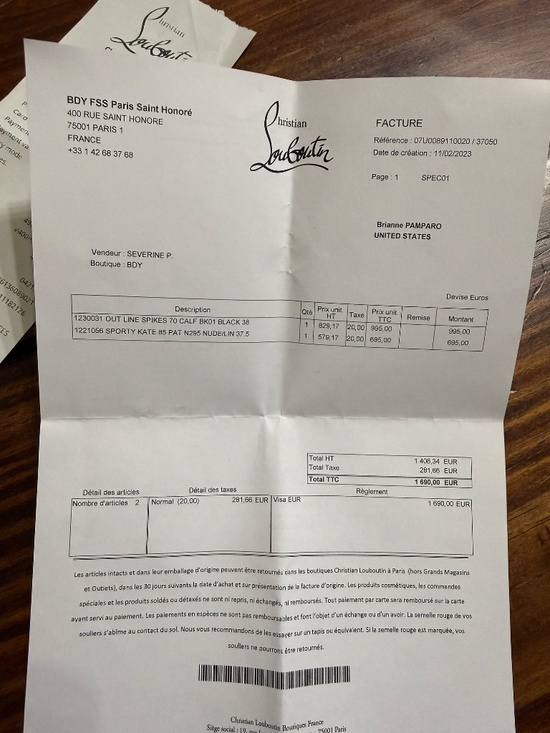 Christian
Louboutin
BDY FSS Paris Saint Honoré
400 RUE SAINT HONORE
75001 PARIS 1
FRANCE
+33 1 42 68 37 68
Christian
Louboutin
FACTURE
Référence : 07U0089110020 / 37050
Date de création : 11/02/2023
Page : 1 SPEC01
Brianne PAMPARO
UNITED STATES
Vendeur : SEVERINE P.
Boutique : BDY
Devise Euros
Description Qté Prix unit. HT Taxe Prix unit. TTC Remise Montant
1230031 OUT LINE SPIKES 70 CALF BK01 BLACK 38 1 829,17 20,00 995,00 995,00
1221056 SPORTY KATE 85 PAT N295 NUDE/LIN 37.5 1 579,17 20,00 695,00 695,00
Total HT 1 408,34 EUR
Total Taxe 281,66 EUR
Total TTC 1 690,00 EUR
Détail des articles Détail des taxes Règlement
Nombre d'articles 2 Normal (20,00) 281,66 EUR Visa EUR 1 690,00 EUR
Les articles intacts et dans leur emballage d'origine peuvent être retournés dans les boutiques Christian Louboutin à Paris (hors Grands Magasins
et Outlets), dans les 30 jours suivants la date d'achat et sur présentation de la facture d'origine. Les produits cosmétiques, les commandes
spéciales et les produits soldés ou détaxés ne sont ni repris, ni échangés, ni remboursés. Tout paiement par carte sera remboursé sur la carte
ayant servi au paiement. Les paiements en espèces ne sont pas remboursables et font l'objet d'un échange ou d'un avoir. La semelle rouge de vos
souliers s'abîme au contact du sol. Nous vous recommandons de les essayer sur un tapis ou équivalent. Si la semelle rouge est marquée, vos
souliers ne pourront être retournés.
Christian Louboutin Boutiques France
Siège social : 19, 75001 Paris